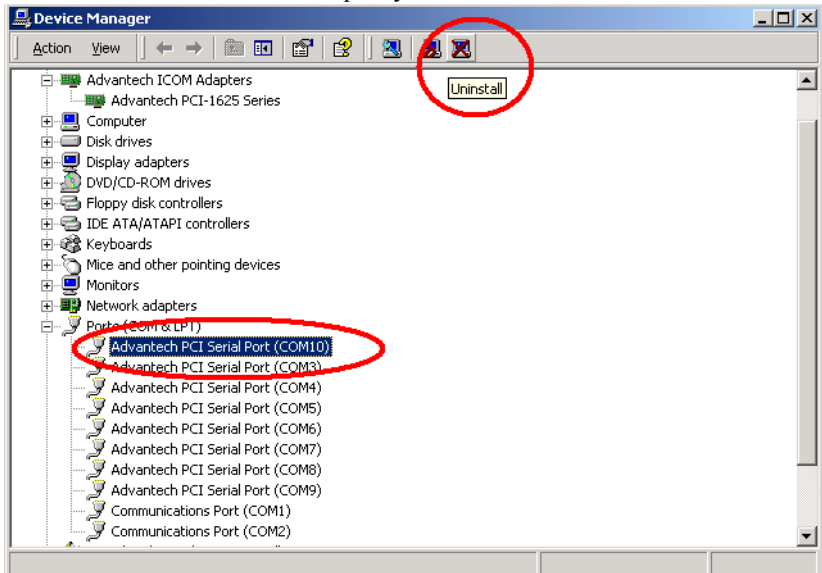 Device Manager
Action View
Uninstall
Advantech ICOM Adapters
Advantech PCI-1625 Series
Computer
Disk drives
Display adapters
DVD/CD-ROM drives
Floppy disk controllers
IDE ATA/ATAPI controllers
Keyboards
Mice and other pointing devices
Monitors
Network adapters
Ports (COM & LPT)
Advantech PCI Serial Port (COM10)
Advantech PCI Serial Port (COM3)
Advantech PCI Serial Port (COM4)
Advantech PCI Serial Port (COM5)
Advantech PCI Serial Port (COM6)
Advantech PCI Serial Port (COM7)
Advantech PCI Serial Port (COM8)
Advantech PCI Serial Port (COM9)
Communications Port (COM1)
Communications Port (COM2)